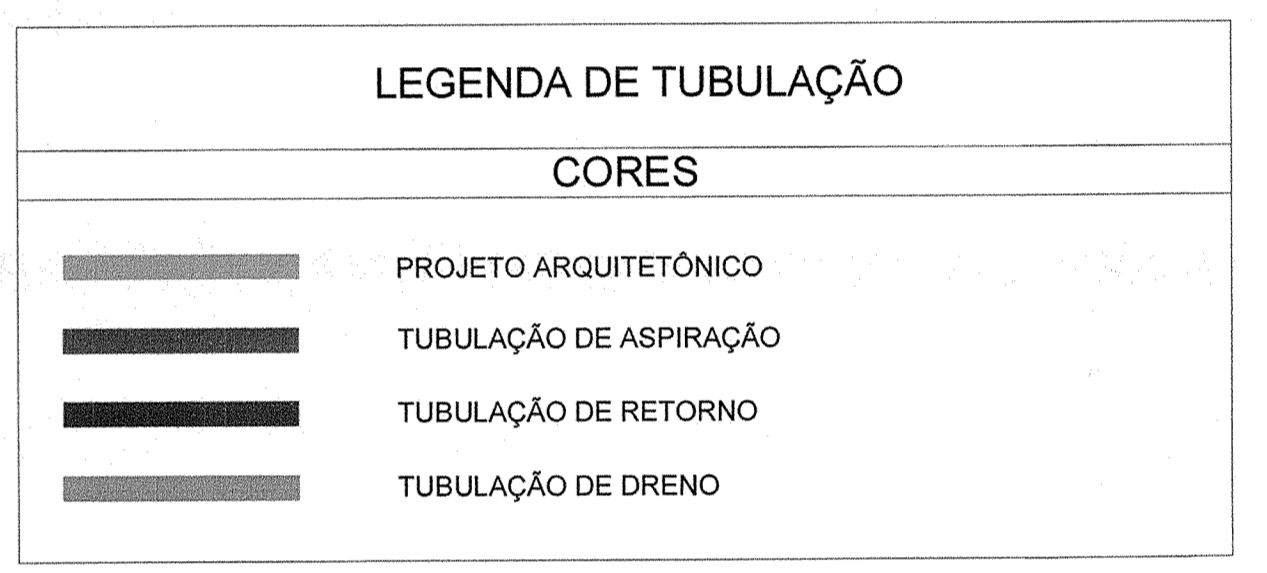 LEGENDA DE TUBULAÇÃO
CORES
PROJETO ARQUITETÔNICO
TUBULAÇÃO DE ASPIRAÇÃO
TUBULAÇÃO DE RETORNO
TUBULAÇÃO DE DRENO